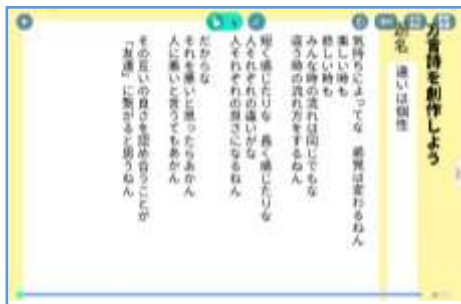 方言詩を創作しよう
題名　違いは個性
気持ちによってな　感覚は変わるねん
楽しい時も
悲しい時も
みんな時の流れは同じでもな
違う時の流れ方をするねん
短く感じたりな　長く感じたりな
人それぞれの違いがな
人それぞれの良さになるねん
だからな
それを悪いと思ったらあかん
人に悪いと言うてもあかん
その互いの良さを認め合うことが
「友達」に繋がると思うねん